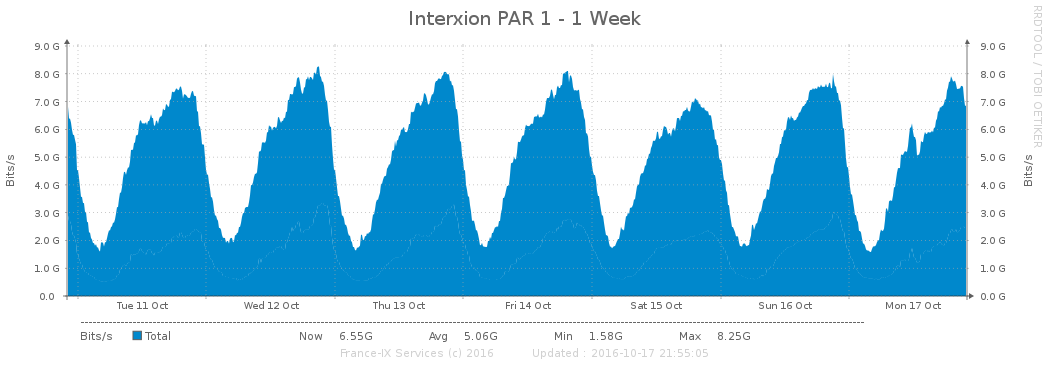 Interxion PAR 1 - 1 Week
RRDTOOL / TOBI OETIKER
9.0 G 9.0 G
8.0 G 8.0 G
7.0 G 7.0 G
6.0 G 6.0 G
5.0 G 5.0 G
4.0 G 4.0 G
3.0 G 3.0 G
2.0 G 2.0 G
1.0 G 1.0 G
0.0 0.0 G
Bits/s
Bits/s
Tue 11 Oct Wed 12 Oct Thu 13 Oct Fri 14 Oct Sat 15 Oct Sun 16 Oct Mon 17 Oct
Bits/s Total Now 6.55G Avg 5.06G Min 1.58G Max 8.25G
France-IX Services (c) 2016 Updated : 2016-10-17 21:55:05